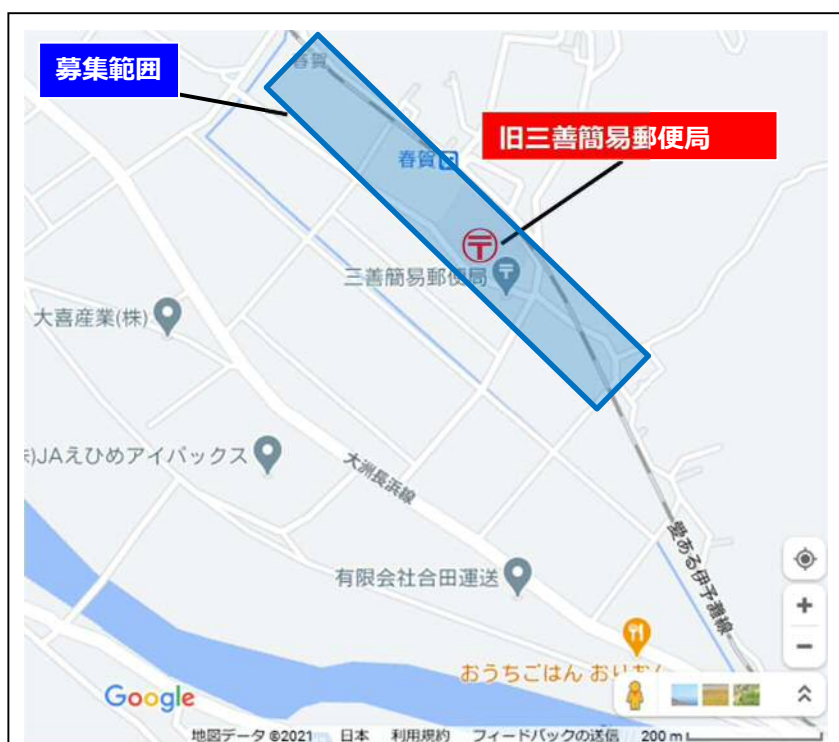 募集範囲
春賀
旧三善簡易郵便局
春賀
三善簡易郵便局
大喜産業(株)
)JAえひめアイパックス
大洲長浜線
愛ある伊予灘線
有限会社合田運送
おうちごはん おりおん
Google
地図データ ©2021 日本 利用規約 フィードバックの送信 200 m